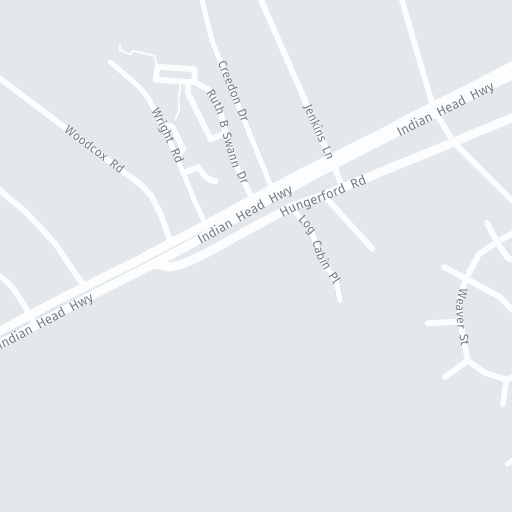 Creedon Dr
Ruth B Swann Dr
Indian Head Hwy
Jenkins Ln
Wright Rd
Woodcox Rd
Hungerford Rd
Indian Head Hwy
Log Cabin Pl
Indian Head Hwy
Weaver St